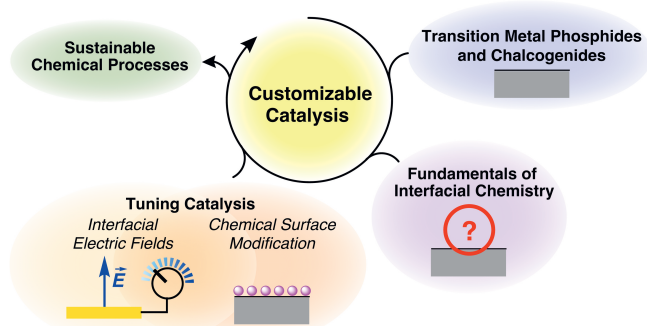 Sustainable
Chemical Processes
Customizable
Catalysis
Transition Metal Phosphides
and Chalcogenides
Fundamentals of
Interfacial Chemistry
?
Tuning Catalysis
Interfacial
Electric Fields
Chemical Surface
Modification
E⃗